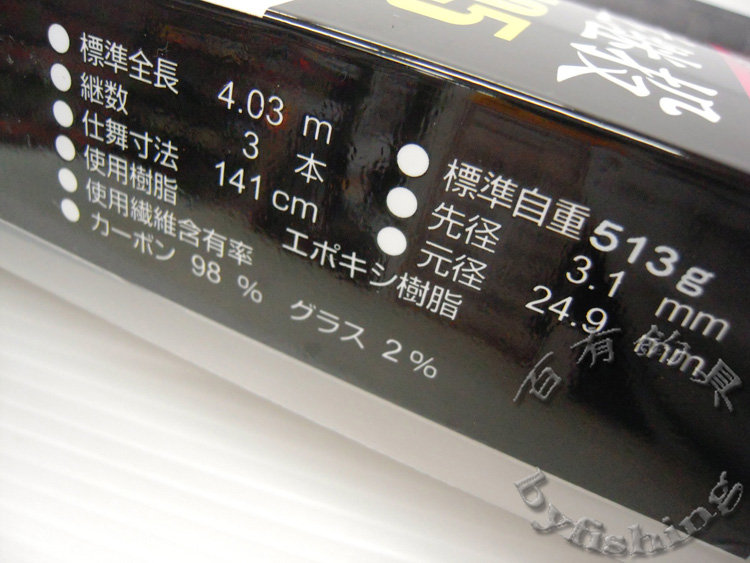 05
●標準全長 4.03 m
●継数 3 本
●仕舞寸法 141 cm
●使用樹脂 エポキシ樹脂
●使用繊維含有率
●カーボン 98 % グラス 2 %
●標準自重 513g
●先径 3.1 mm
●元径 24.9 mm
百有釣具
byfishing